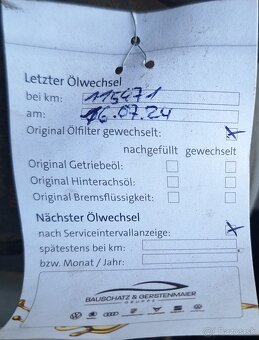 Letzter Ölwechsel
bei km: 115471
am: 16.07.24
Original Ölfilter gewechselt:
nachgefüllt gewechselt
Original Getriebeöl:
Original Hinterachsöl:
Original Bremsflüssigkeit:
Nächster Ölwechsel
nach Serviceintervallanzeige:
spätestens bei km:
bzw. Monat / Jahr:
BAUSCHATZ & GERSTENMAIER
GRUPPE